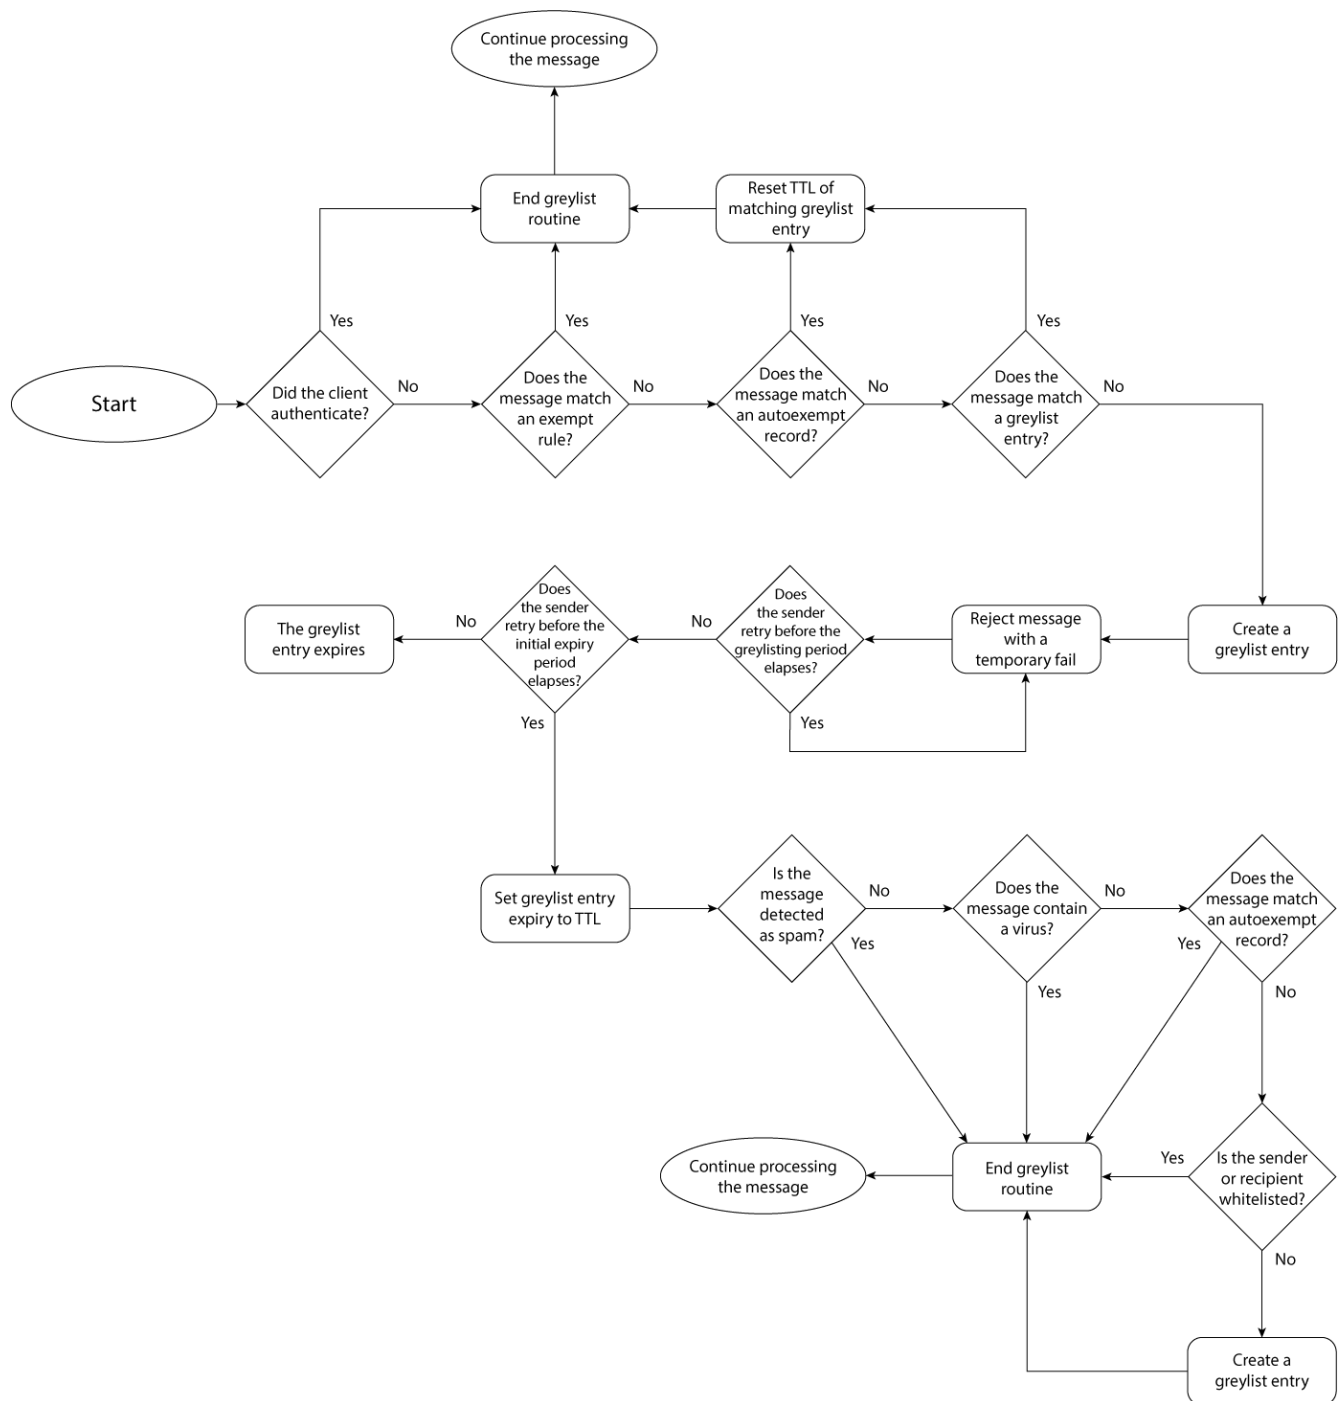 Continue processing
the message
End greylist
routine
Reset TTL of
matching greylist
entry
Yes
Yes
Yes
Yes
Start
Did the client
authenticate?
No
Does the
message match
an exempt
rule?
No
Does the
message match
an autoexempt
record?
No
Does the
message match
a greylist
entry?
No
The greylist
entry expires
No
Does
the sender
retry before the
initial expiry
period
elapses?
No
Does
the sender
retry before the
greylisting period
elapses?
Reject message
with a
temporary fail
Create a
greylist entry
Yes
Yes
Set greylist entry
expiry to TTL
Is the
message
detected
as spam?
No
Does the
message contain
a virus?
No
Does the
message match
an autoexempt
record?
Yes
Yes
Yes
No
Continue processing
the message
End greylist
routine
Yes
Is the sender
or recipient
whitelisted?
No
Create a
greylist entry